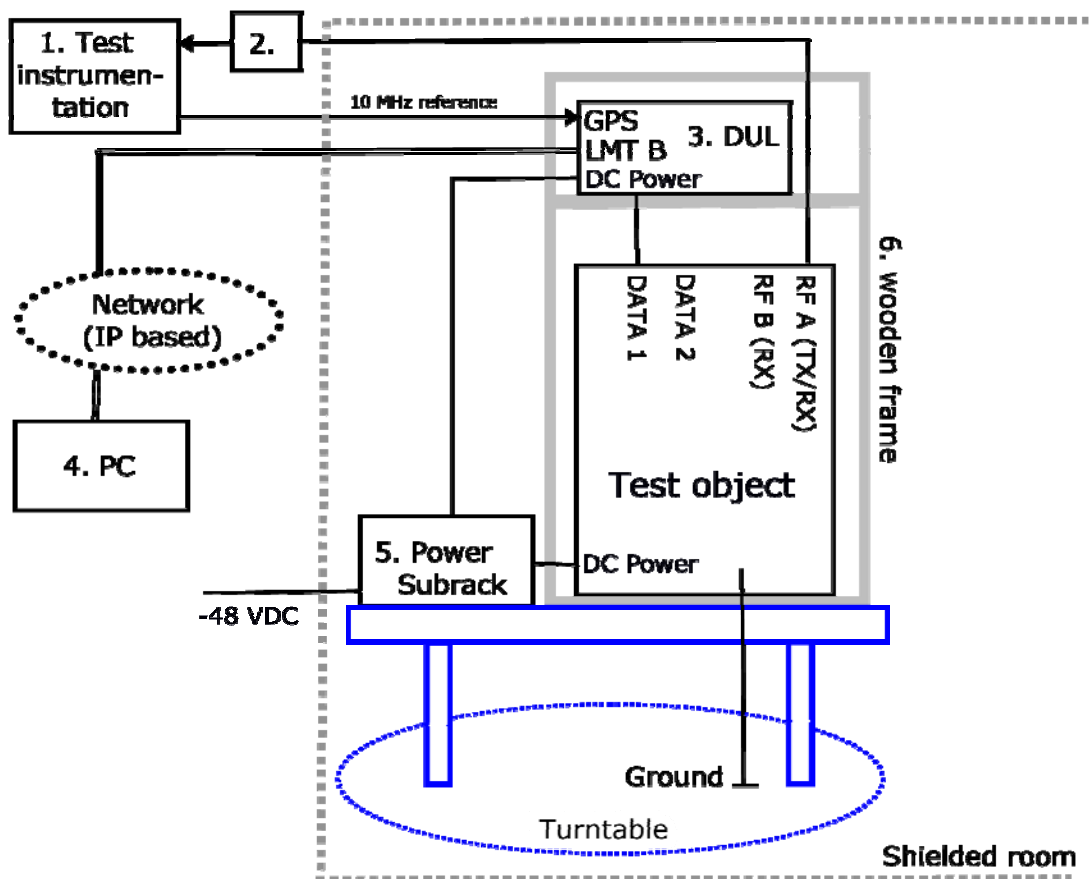 1. Test
instrumen-
tation
2.
10 MHz reference
GPS
LMT B
DC Power
3. DUL
Network
(IP based)
4. PC
DATA 1
DATA 2
RF B (RX)
RF A (TX/RX)
6. wooden frame
Test object
5. Power
Subrack
DC Power
-48 VDC
Ground
Turntable
Shielded room